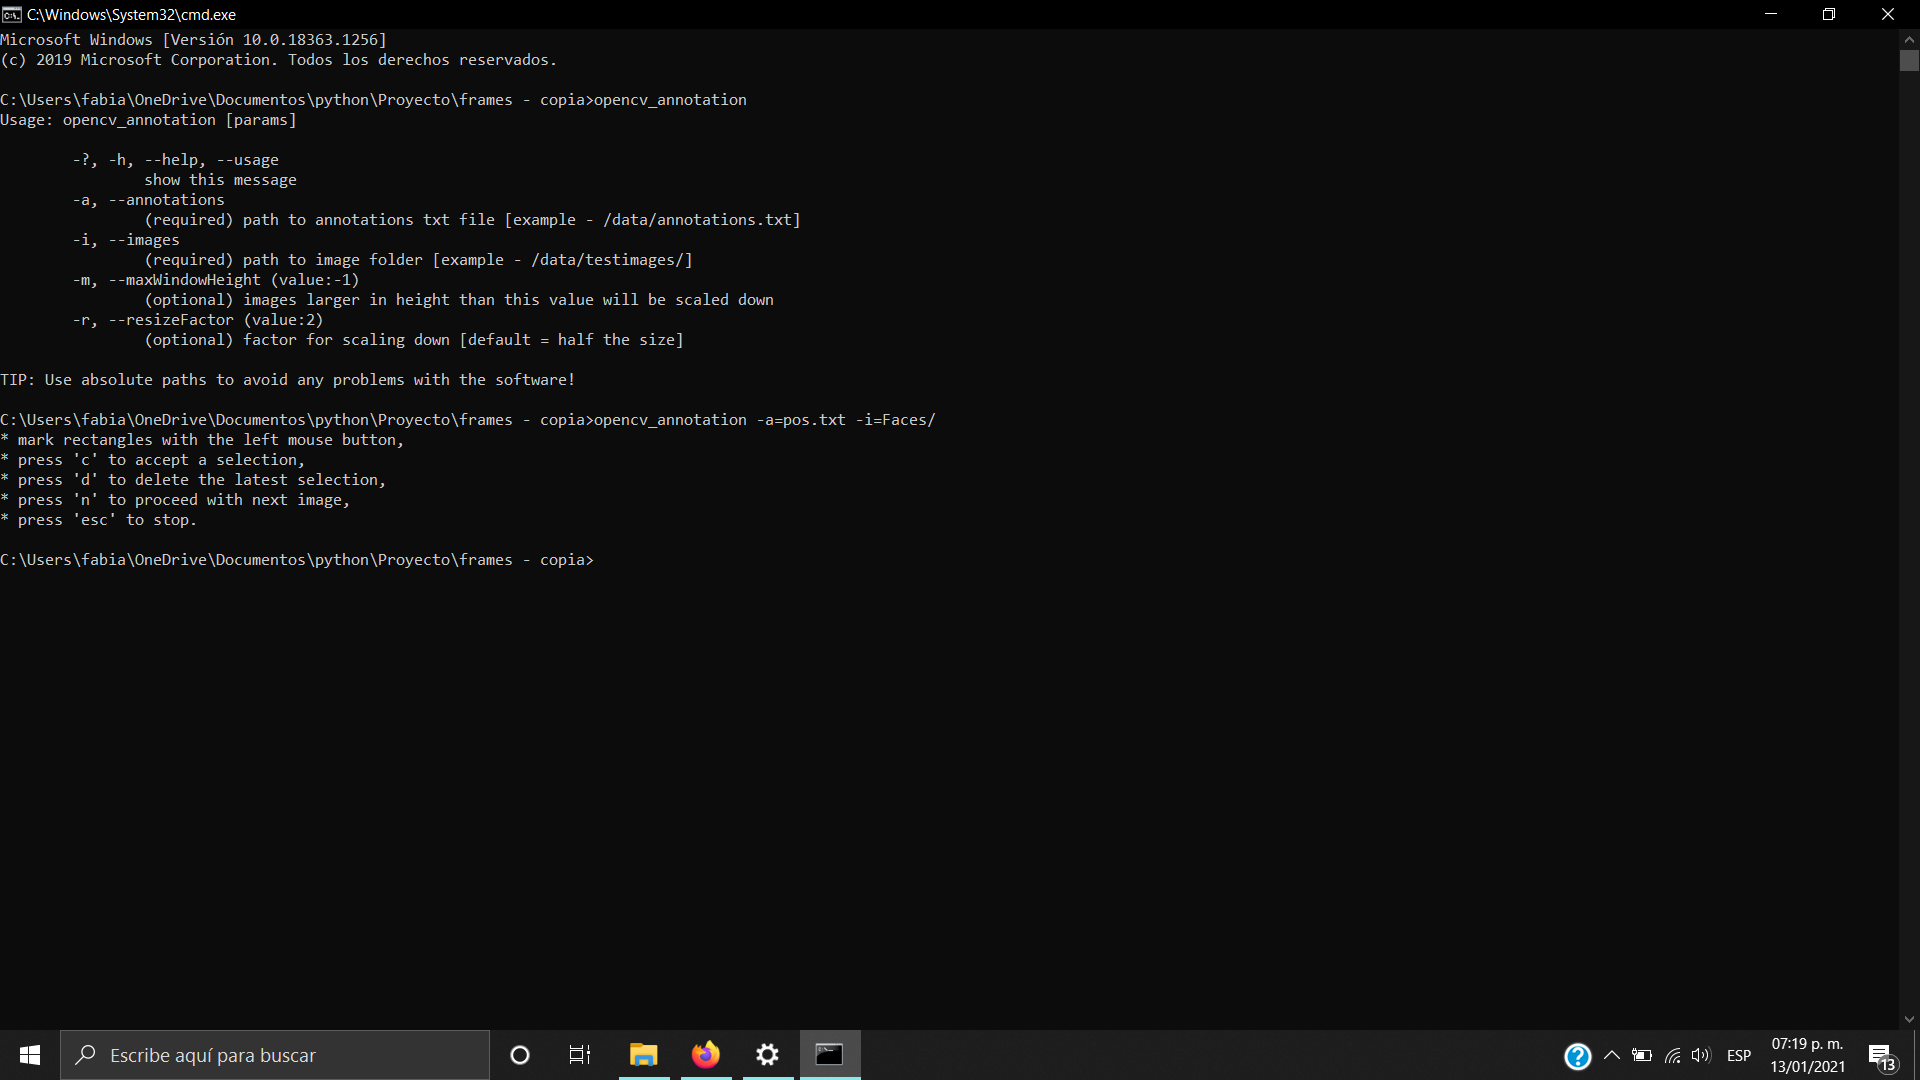 C:\Windows\System32\cmd.exe
Microsoft Windows [Versión 10.0.18363.1256]
(c) 2019 Microsoft Corporation. Todos los derechos reservados.
C:\Users\fabia\OneDrive\Documentos\python\Proyecto\frames - copia>opencv_annotation
Usage: opencv_annotation [params]
-?, -h, --help, --usage
show this message
-a, --annotations
(required) path to annotations txt file [example - /data/annotations.txt]
-i, --images
(required) path to image folder [example - /data/testimages/]
-m, --maxWindowHeight (value:-1)
(optional) images larger in height than this value will be scaled down
-r, --resizeFactor (value:2)
(optional) factor for scaling down [default = half the size]
TIP: Use absolute paths to avoid any problems with the software!
C:\Users\fabia\OneDrive\Documentos\python\Proyecto\frames - copia>opencv_annotation -a=pos.txt -i=Faces/
* mark rectangles with the left mouse button,
* press 'c' to accept a selection,
* press 'd' to delete the latest selection,
* press 'n' to proceed with next image,
* press 'esc' to stop.
C:\Users\fabia\OneDrive\Documentos\python\Proyecto\frames - copia>
Escribe aquí para buscar
ESP
07:19 p. m.
13/01/2021
13